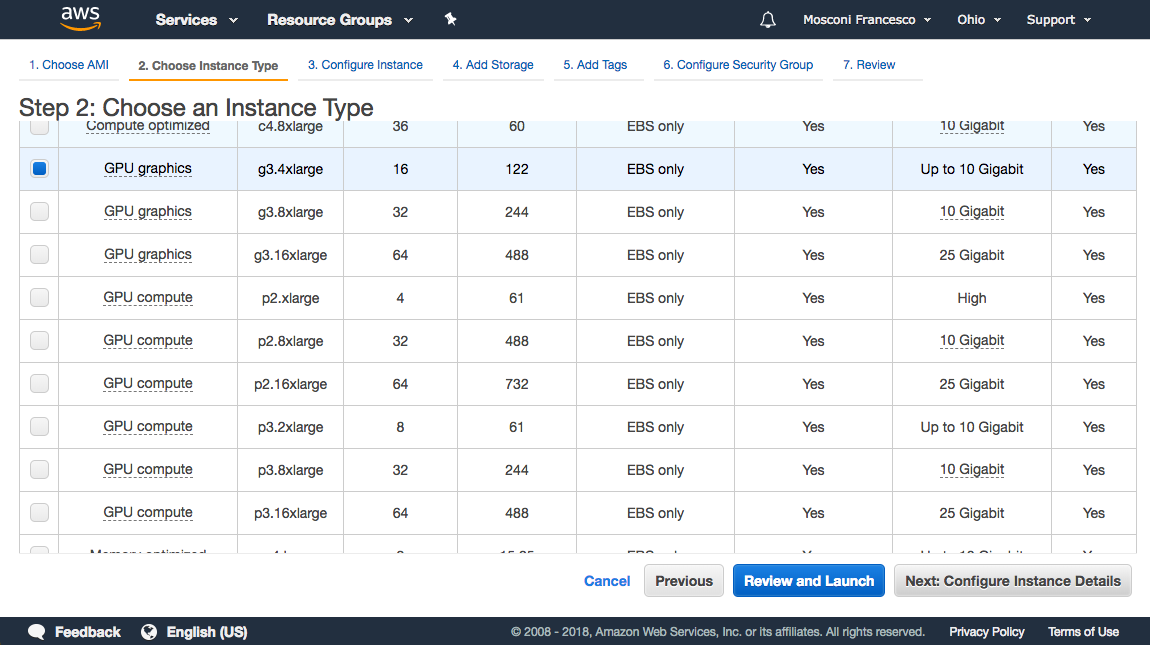 aws Services Resource Groups Mosconi Francesco Ohio Support
1. Choose AMI 2. Choose Instance Type 3. Configure Instance 4. Add Storage 5. Add Tags 6. Configure Security Group 7. Review
Step 2: Choose an Instance Type
Compute optimized c4.8xlarge 36 60 EBS only Yes 10 Gigabit Yes
GPU graphics g3.4xlarge 16 122 EBS only Yes Up to 10 Gigabit Yes
GPU graphics g3.8xlarge 32 244 EBS only Yes 10 Gigabit Yes
GPU graphics g3.16xlarge 64 488 EBS only Yes 25 Gigabit Yes
GPU compute p2.xlarge 4 61 EBS only Yes High Yes
GPU compute p2.8xlarge 32 488 EBS only Yes 10 Gigabit Yes
GPU compute p2.16xlarge 64 732 EBS only Yes 25 Gigabit Yes
GPU compute p3.2xlarge 8 61 EBS only Yes Up to 10 Gigabit Yes
GPU compute p3.8xlarge 32 244 EBS only Yes 10 Gigabit Yes
GPU compute p3.16xlarge 64 488 EBS only Yes 25 Gigabit Yes
Cancel Previous Review and Launch Next: Configure Instance Details
Feedback English (US) © 2008 - 2018, Amazon Web Services, Inc. or its affiliates. All rights reserved. Privacy Policy Terms of Use